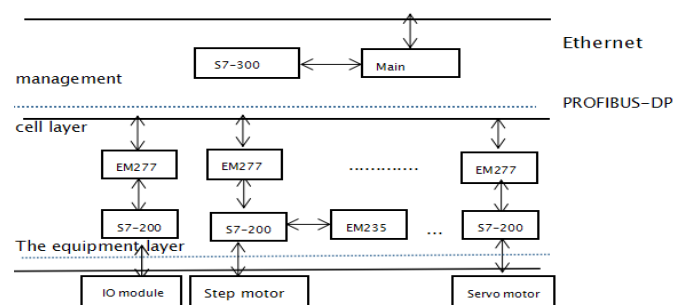 Ethernet
S7-300
Main
management
PROFIBUS-DP
cell layer
EM277
EM277
.............
EM277
S7-200
S7-200
EM235
...
S7-200
The equipment layer
IO module
Step motor
Servo motor